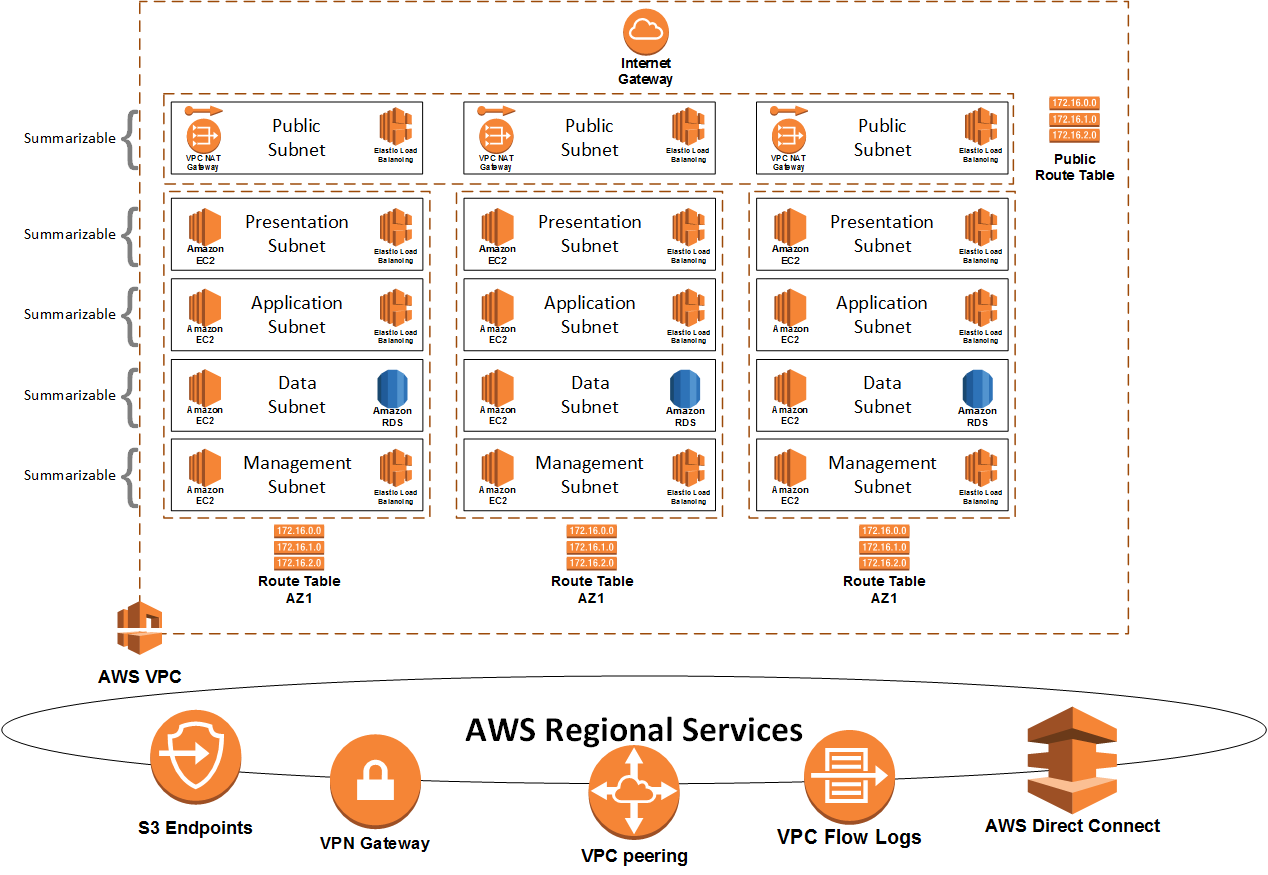 Internet
Gateway
Summarizable
VPC NAT
Gateway
Public
Subnet
Elastic Load
Balancing
VPC NAT
Gateway
Public
Subnet
Elastic Load
Balancing
VPC NAT
Gateway
Public
Subnet
Elastic Load
Balancing
172.16.0.0
172.16.1.0
172.16.2.0
Public
Route Table
Summarizable
Amazon
EC2
Presentation
Subnet
Elastic Load
Balancing
Amazon
EC2
Presentation
Subnet
Elastic Load
Balancing
Amazon
EC2
Presentation
Subnet
Elastic Load
Balancing
Summarizable
Amazon
EC2
Application
Subnet
Elastic Load
Balancing
Amazon
EC2
Application
Subnet
Elastic Load
Balancing
Amazon
EC2
Application
Subnet
Elastic Load
Balancing
Summarizable
Amazon
EC2
Data
Subnet
Amazon
RDS
Amazon
EC2
Data
Subnet
Amazon
RDS
Amazon
EC2
Data
Subnet
Amazon
RDS
Summarizable
Amazon
EC2
Management
Subnet
Elastic Load
Balancing
Amazon
EC2
Management
Subnet
Elastic Load
Balancing
Amazon
EC2
Management
Subnet
Elastic Load
Balancing
172.16.0.0
172.16.1.0
172.16.2.0
Route Table
AZ1
172.16.0.0
172.16.1.0
172.16.2.0
Route Table
AZ1
172.16.0.0
172.16.1.0
172.16.2.0
Route Table
AZ1
AWS VPC
AWS Regional Services
S3 Endpoints
VPN Gateway
VPC peering
VPC Flow Logs
AWS Direct Connect